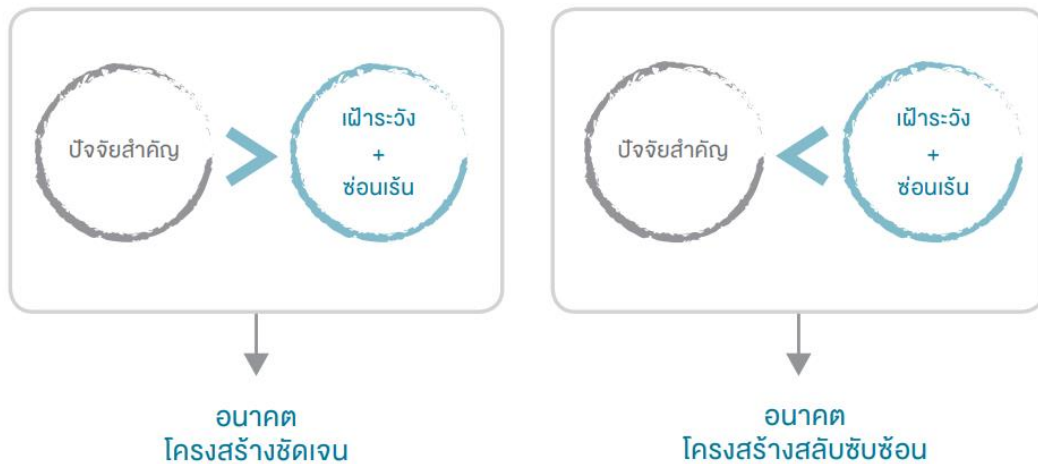 ปัจจัยสำคัญ
>
เฝ้าระวัง
+
ซ่อนเร้น
อนาคต
โครงสร้างชัดเจน
ปัจจัยสำคัญ
<
เฝ้าระวัง
+
ซ่อนเร้น
อนาคต
โครงสร้างสลับซับซ้อน